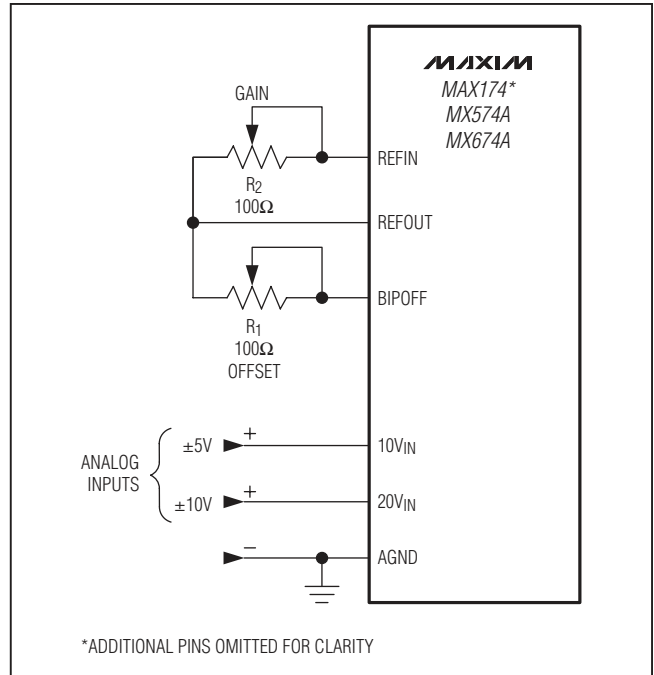 MAXIM
MAX174*
MX574A
MX674A
GAIN
REFIN
R2
100Ω
REFOUT
BIPOFF
R1
100Ω
OFFSET
ANALOG
INPUTS
±5V
+
10VIN
±10V
+
20VIN
–
AGND
*ADDITIONAL PINS OMITTED FOR CLARITY